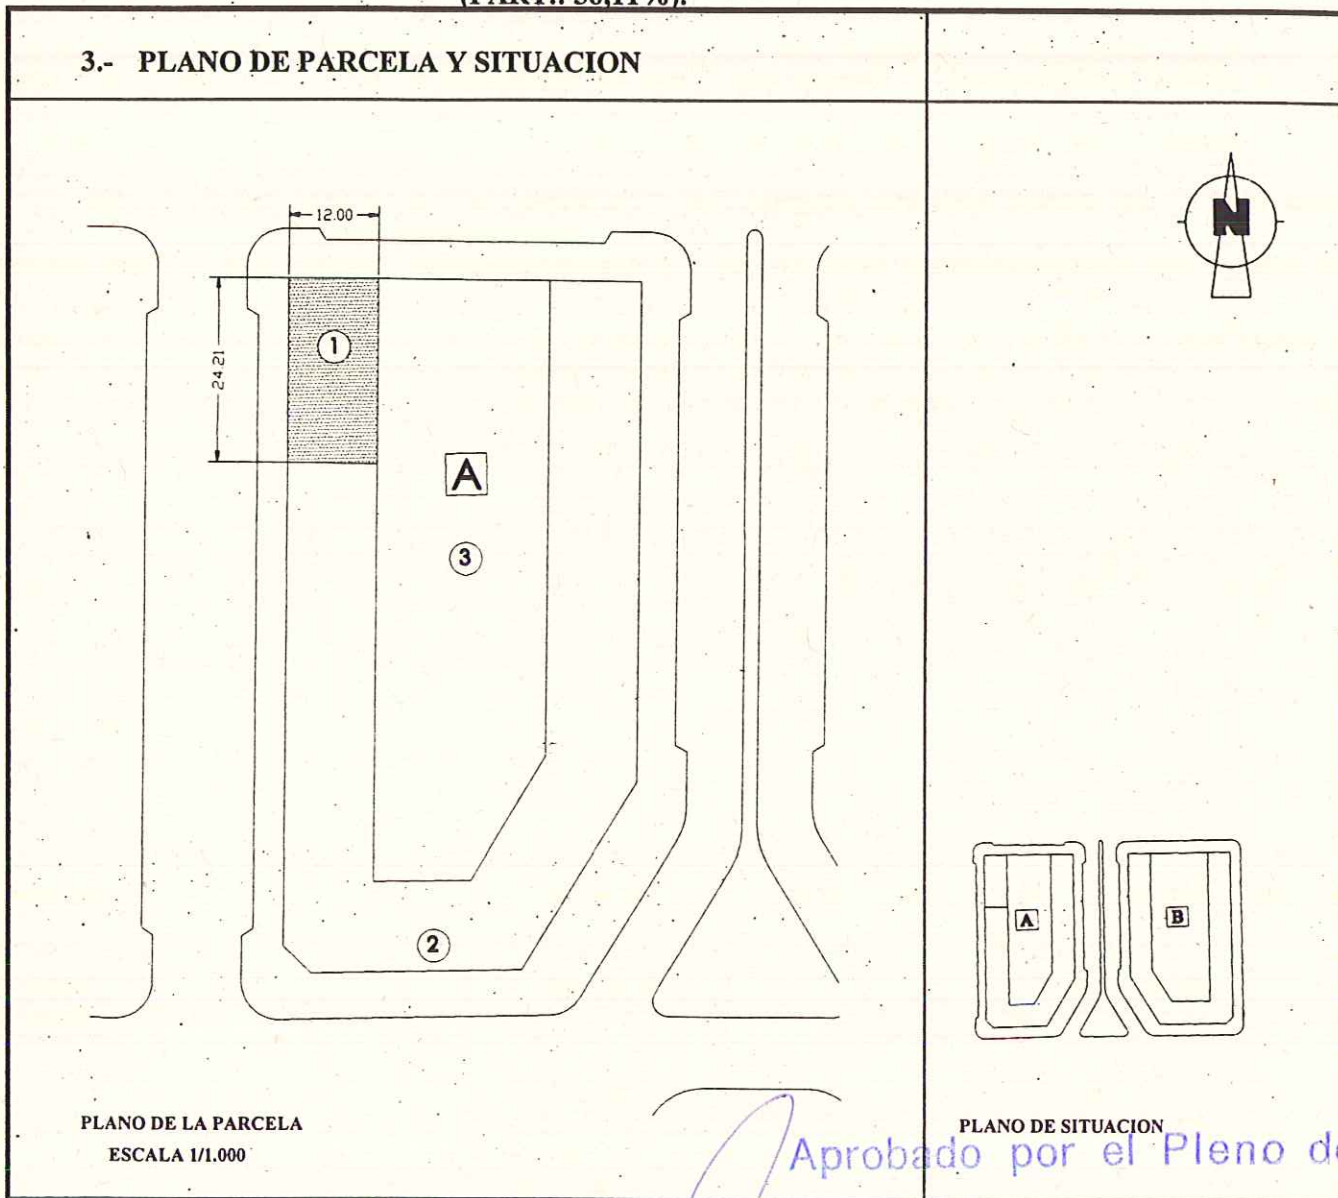 3.- PLANO DE PARCELA Y SITUACION
N
12.00
24.21
1
A
3
2
A
B
PLANO DE LA PARCELA
ESCALA 1/1.000
PLANO DE SITUACION
Aprobado por el Pleno de